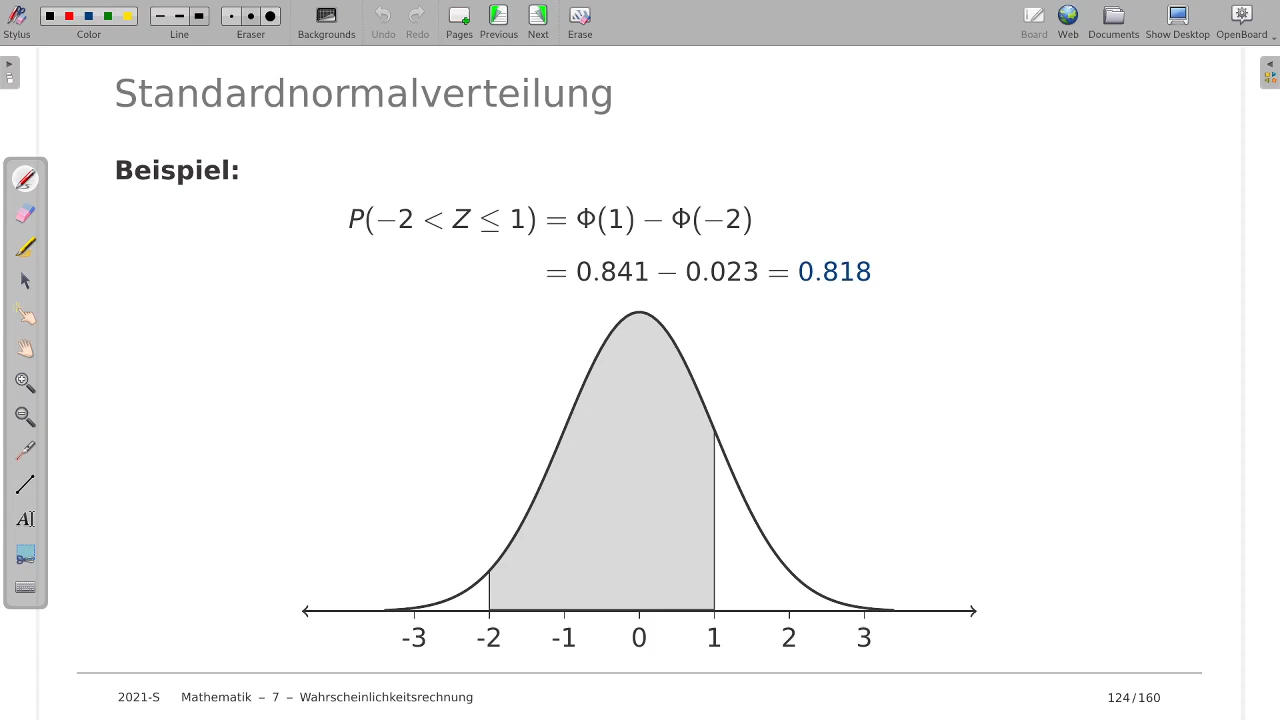 Stylus Color Line Eraser Backgrounds Undo Redo Pages Previous Next Erase Board Web Documents Show Desktop OpenBoard
Standardnormalverteilung
Beispiel:
P(−2 < Z ≤ 1) = Φ(1) − Φ(−2)
= 0.841 − 0.023 = 0.818
-3 -2 -1 0 1 2 3
2021-S Mathematik – 7 – Wahrscheinlichkeitsrechnung 124/160